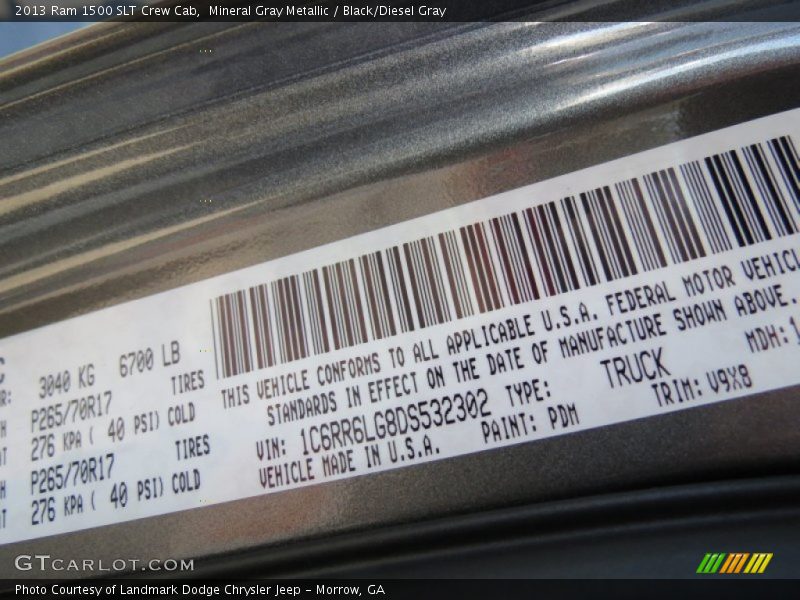 2013 Ram 1500 SLT Crew Cab, Mineral Gray Metallic / Black/Diesel Gray
3040 KG 6700 LB
TIRES
P265/70R17
276 KPA ( 40 PSI) COLD
TIRES
P265/70R17
276 KPA ( 40 PSI) COLD
THIS VEHICLE CONFORMS TO ALL APPLICABLE U.S.A. FEDERAL MOTOR VEHICL
STANDARDS IN EFFECT ON THE DATE OF MANUFACTURE SHOWN ABOVE.
VIN: 1C6RR6LG8DS532302 TYPE: TRUCK MDH: 1
VEHICLE MADE IN U.S.A. PAINT: PDM TRIM: V9X8
GTCARLOT.COM
Photo Courtesy of Landmark Dodge Chrysler Jeep – Morrow, GA